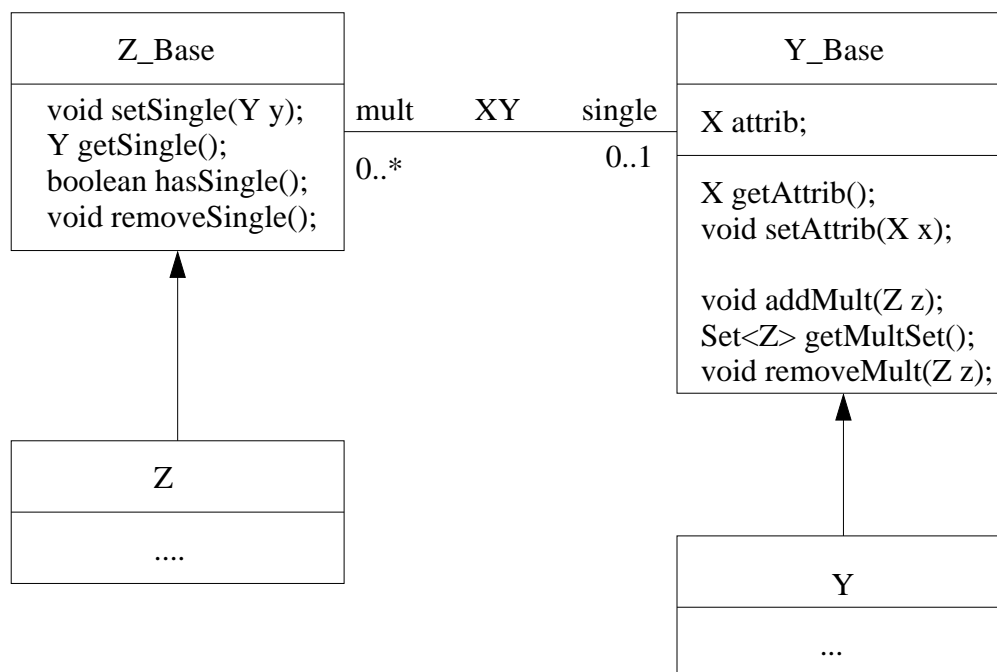 Z_Base
void setSingle(Y y);
Y getSingle();
boolean hasSingle();
void removeSingle();
mult XY single
0..* 0..1
Y_Base
X attrib;
X getAttrib();
void setAttrib(X x);
void addMult(Z z);
Set<Z> getMultSet();
void removeMult(Z z);
Z
....
Y
...